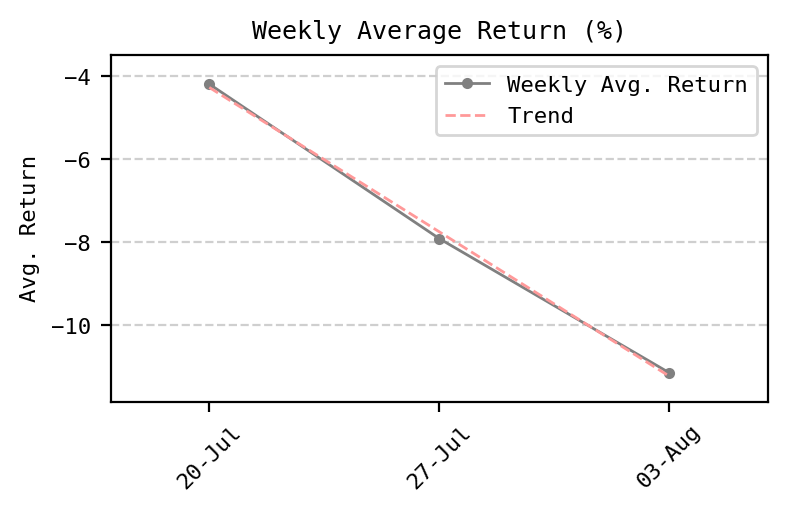 Weekly Average Return (%)
Avg. Return
−4
−6
−8
−10
Weekly Avg. Return
Trend
20-Jul
27-Jul
03-Aug